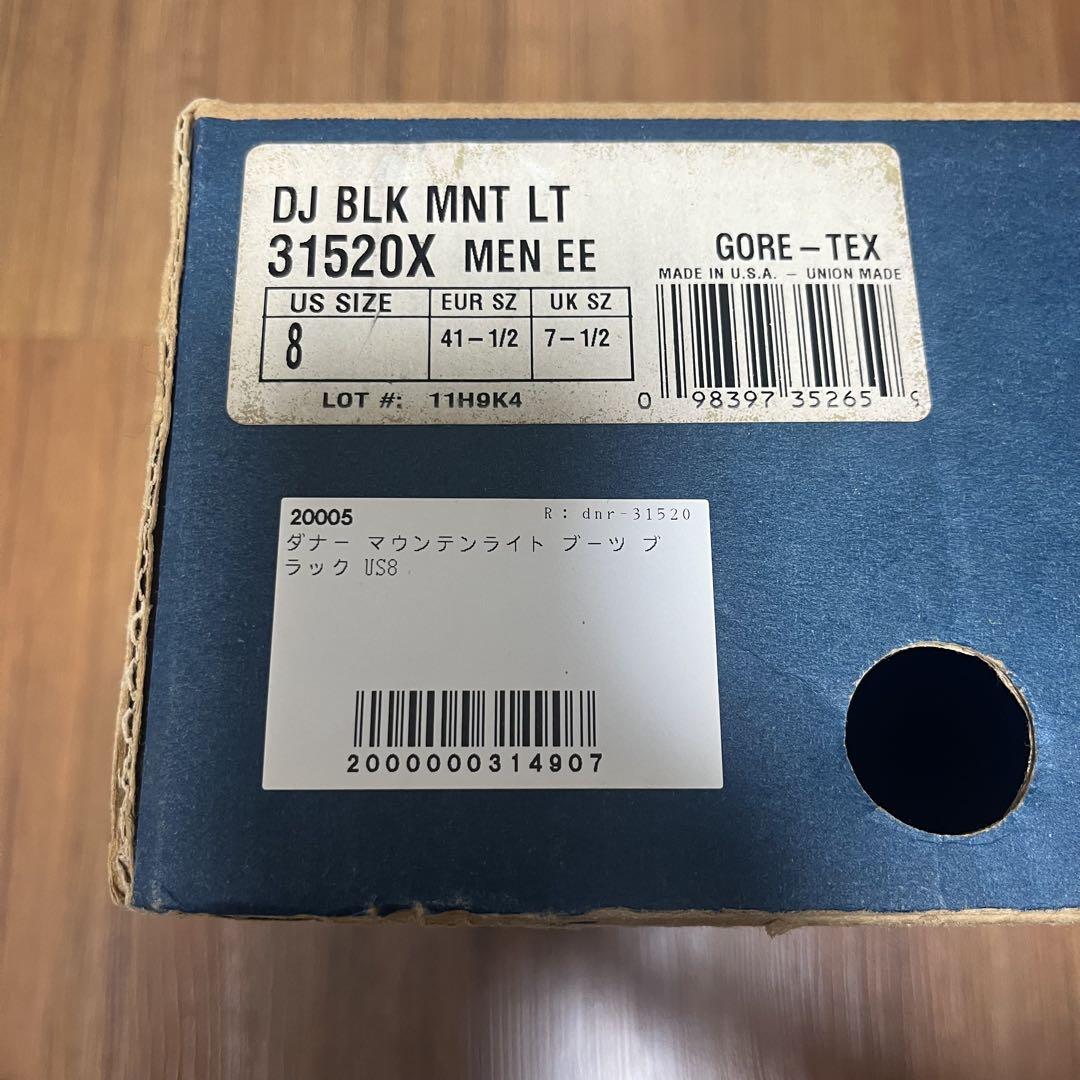 DJ BLK MNT LT
31520X MEN EE
GORE-TEX
MADE IN U.S.A. - UNION MADE
US SIZE EUR SZ UK SZ
8 41-1/2 7-1/2
LOT #: 11H9K4
0 98397 35265
20005 R: dnr-31520
ダナー マウンテンライト ブーツ ブ
ラック US8
2000000314907